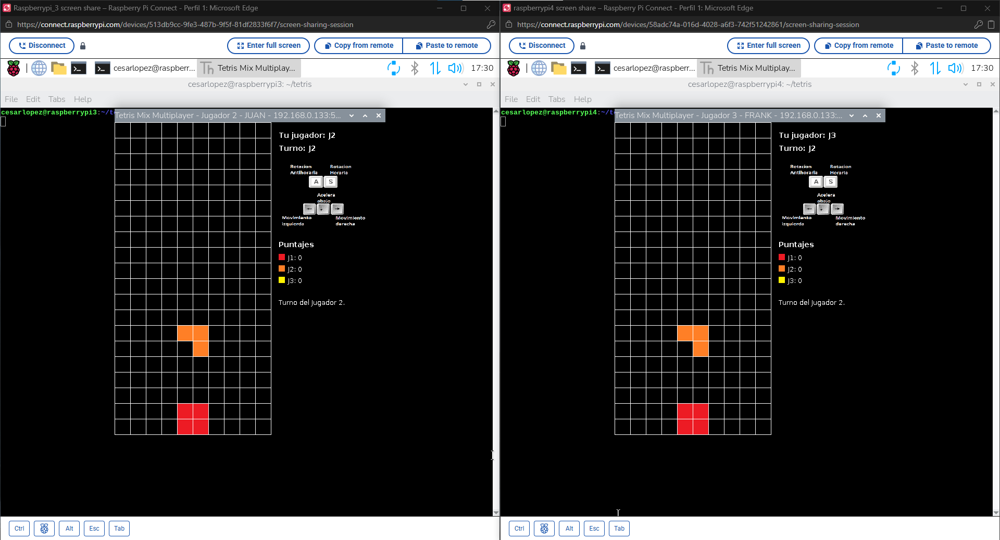 Raspberrypi_3 screen share – Raspberry Pi Connect - Perfil 1: Microsoft Edge
https://connect.raspberrypi.com/devices/513db9cc-9fe3-487b-9f5f-81df2833f6f7/screen-sharing-session
Disconnect
Enter full screen
Copy from remote
Paste to remote
cesarlopez@raspberr...
Tetris Mix Multiplay...
17:30
cesarlopez@raspberrypi3: ~/tetris
File Edit Tabs Help
cesarlopez@raspberrypi3:~/t
Tetris Mix Multiplayer - Jugador 2 - JUAN - 192.168.0.133:5...
Tu jugador: J2
Turno: J2
Rotacion Antihoraria
Rotacion Horaria
A S
Acelera abajo
Movimiento izquierda
Movimiento derecha
Puntajes
J1: 0
J2: 0
J3: 0
Turno del Jugador 2.
Ctrl Alt Esc Tab
raspberrypi4 screen share – Raspberry Pi Connect - Perfil 1: Microsoft Edge
https://connect.raspberrypi.com/devices/58adc74a-016d-4028-a6f3-742f51242861/screen-sharing-session
Disconnect
Enter full screen
Copy from remote
Paste to remote
cesarlopez@raspberr...
Tetris Mix Multiplay...
17:30
cesarlopez@raspberrypi4: ~/tetris
File Edit Tabs Help
cesarlopez@raspberrypi4:~/t
Tetris Mix Multiplayer - Jugador 3 - FRANK - 192.168.0.133:...
Tu jugador: J3
Turno: J2
Rotacion Antihoraria
Rotacion Horaria
A S
Acelera abajo
Movimiento izquierda
Movimiento derecha
Puntajes
J1: 0
J2: 0
J3: 0
Turno del Jugador 2.
Ctrl Alt Esc Tab